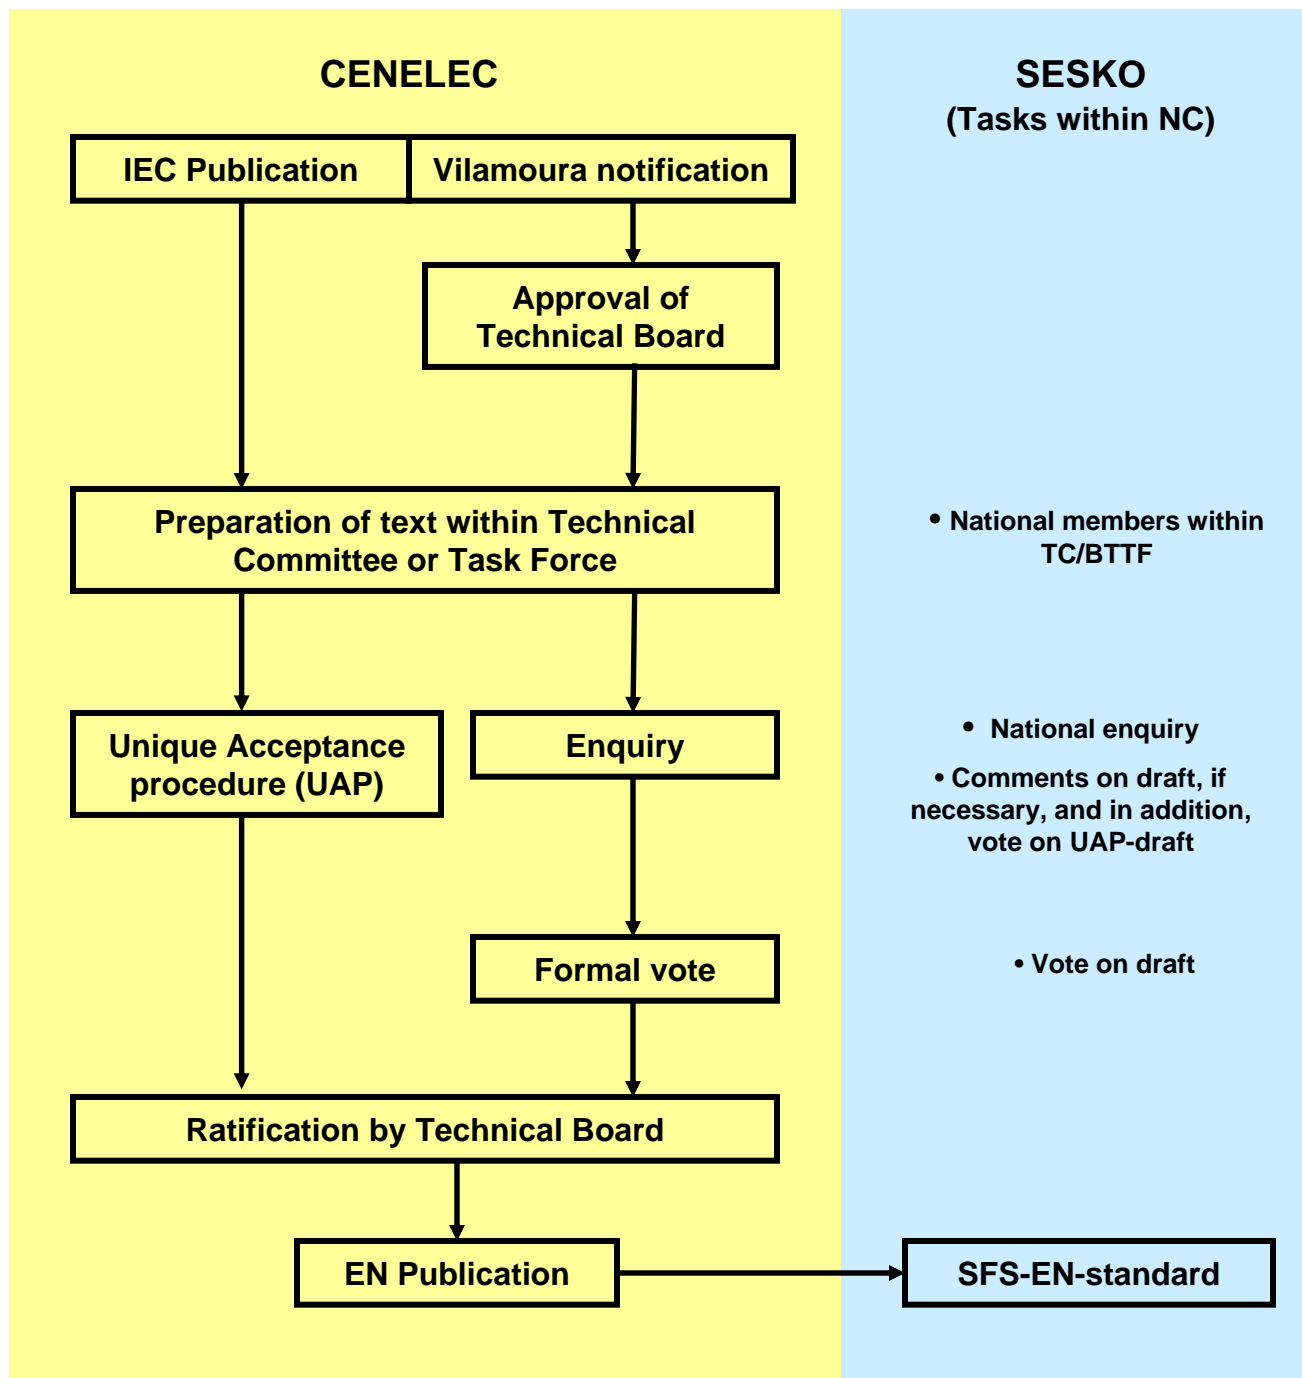 CENELEC
SESKO
(Tasks within NC)
IEC Publication
Vilamoura notification
Approval of
Technical Board
Preparation of text within Technical
Committee or Task Force
• National members within
TC/BTTF
Unique Acceptance
procedure (UAP)
Enquiry
• National enquiry
• Comments on draft, if
necessary, and in addition,
vote on UAP-draft
Formal vote
• Vote on draft
Ratification by Technical Board
EN Publication
SFS-EN-standard